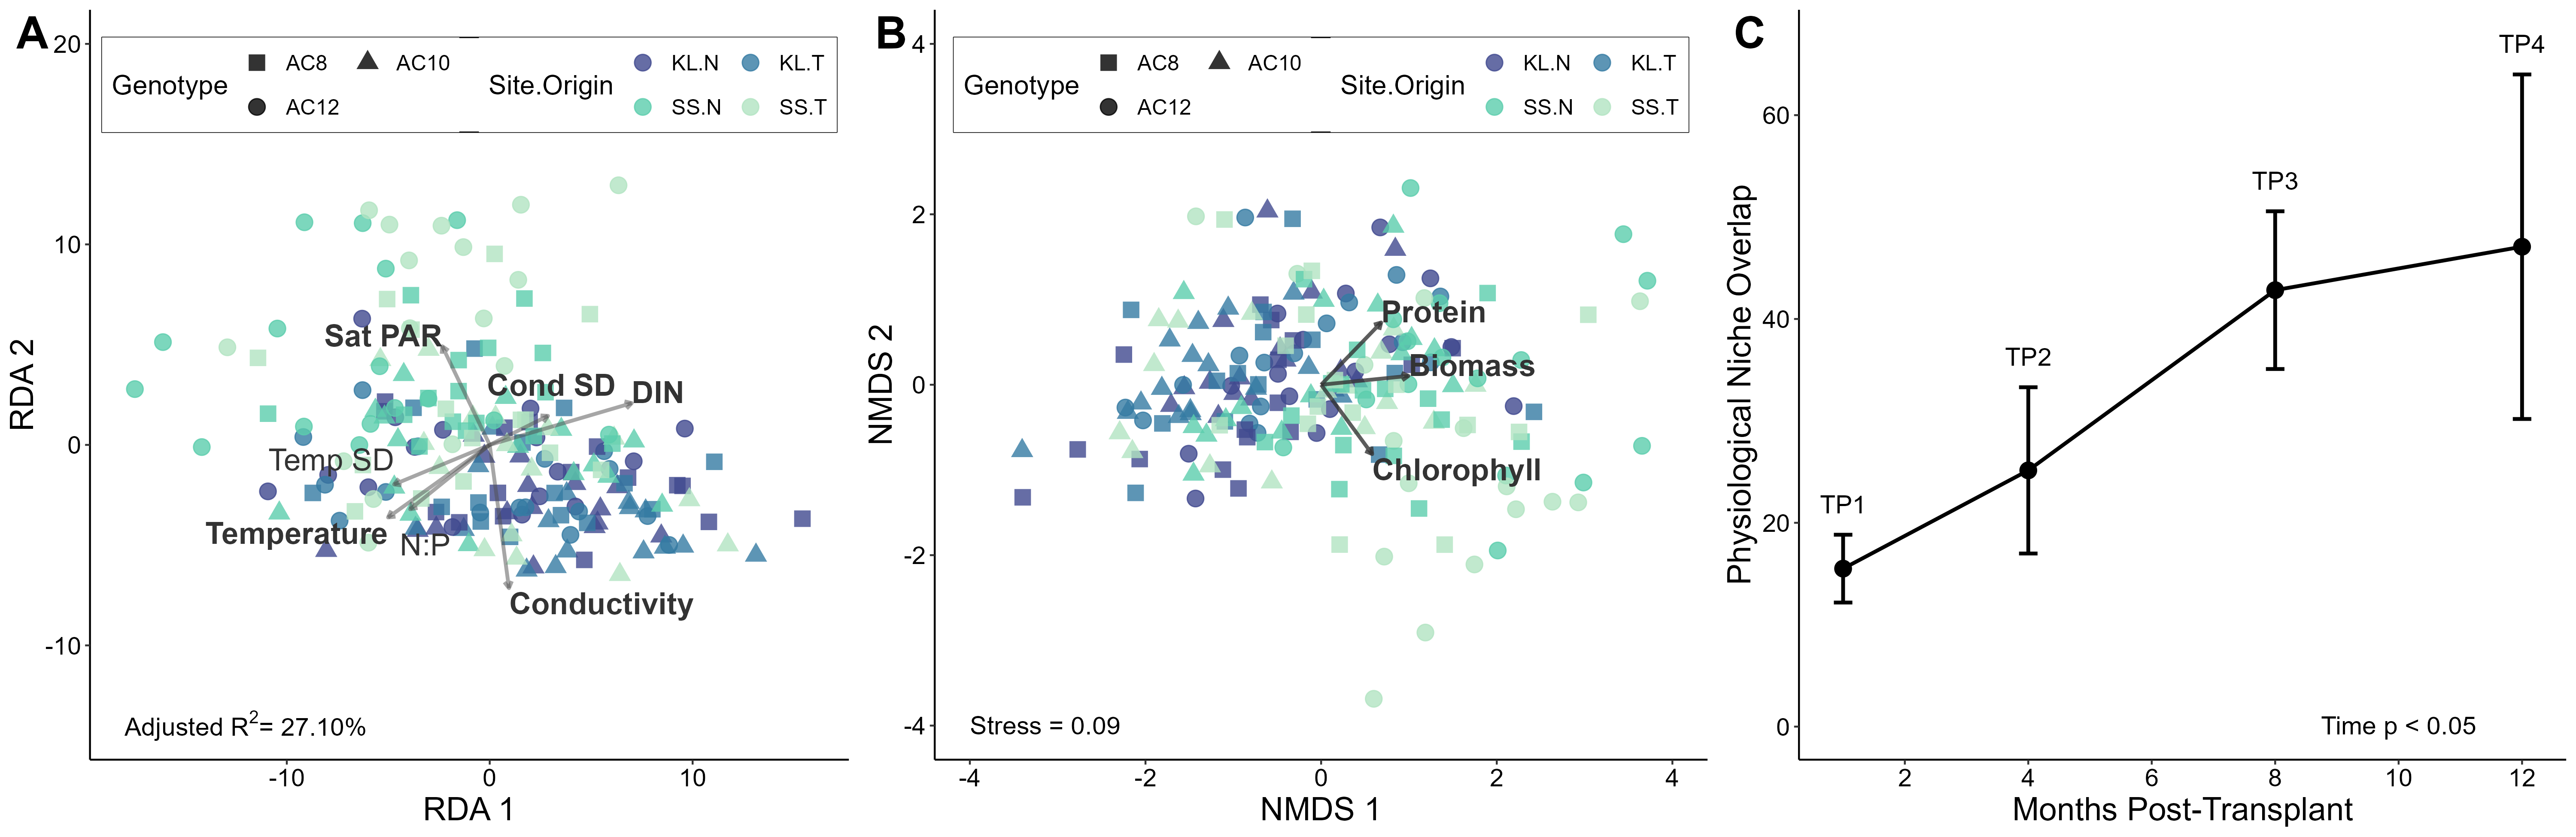 A
Genotype
AC8
AC10
AC12
Site.Origin
KL.N
KL.T
SS.N
SS.T
20
10
0
-10
RDA 2
Sat PAR
Cond SD
DIN
Temp SD
Temperature
N:P
Conductivity
Adjusted R2= 27.10%
-10
0
10
RDA 1
B
Genotype
AC8
AC10
AC12
Site.Origin
KL.N
KL.T
SS.N
SS.T
4
2
0
-2
-4
NMDS 2
Protein
Biomass
Chlorophyll
Stress = 0.09
-4
-2
0
2
4
NMDS 1
C
60
40
20
0
Physiological Niche Overlap
TP1
TP2
TP3
TP4
Time p < 0.05
2
4
6
8
10
12
Months Post-Transplant